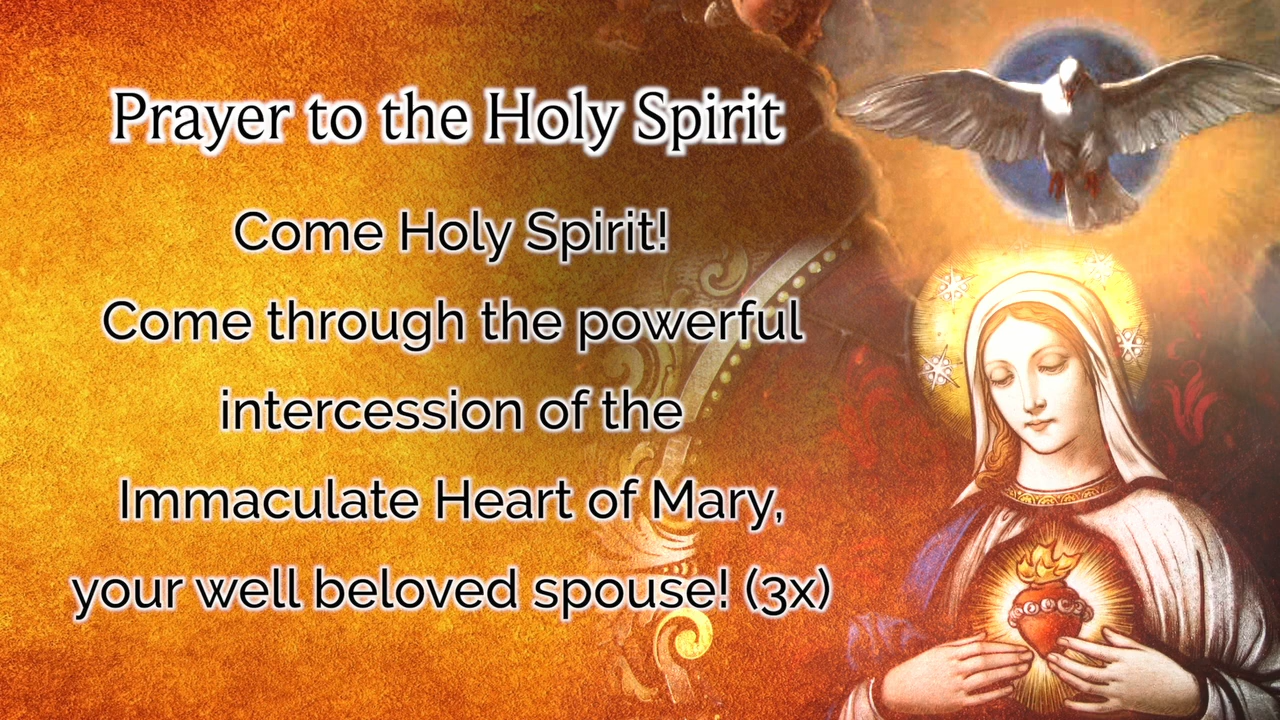 Prayer to the Holy Spirit
Come Holy Spirit!
Come through the powerful
intercession of the
Immaculate Heart of Mary,
your well beloved spouse! (3x)